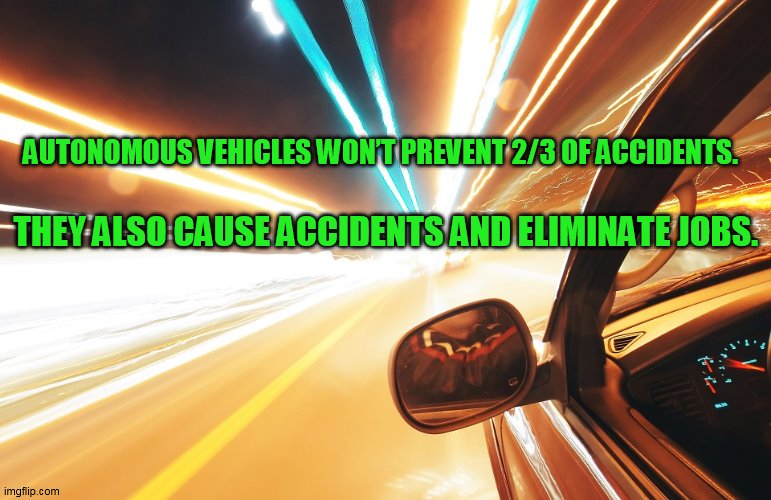 AUTONOMOUS VEHICLES WON'T PREVENT 2/3 OF ACCIDENTS.
THEY ALSO CAUSE ACCIDENTS AND ELIMINATE JOBS.
imgflip.com